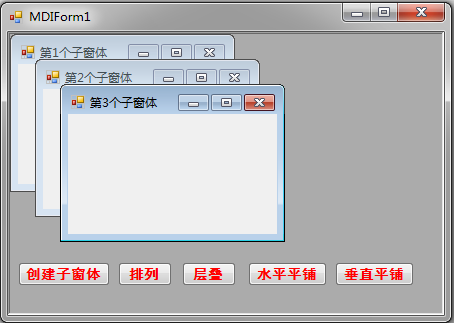 MDIForm1
第1个子窗体
第2个子窗体
第3个子窗体
创建子窗体 排列 层叠 水平平铺 垂直平铺